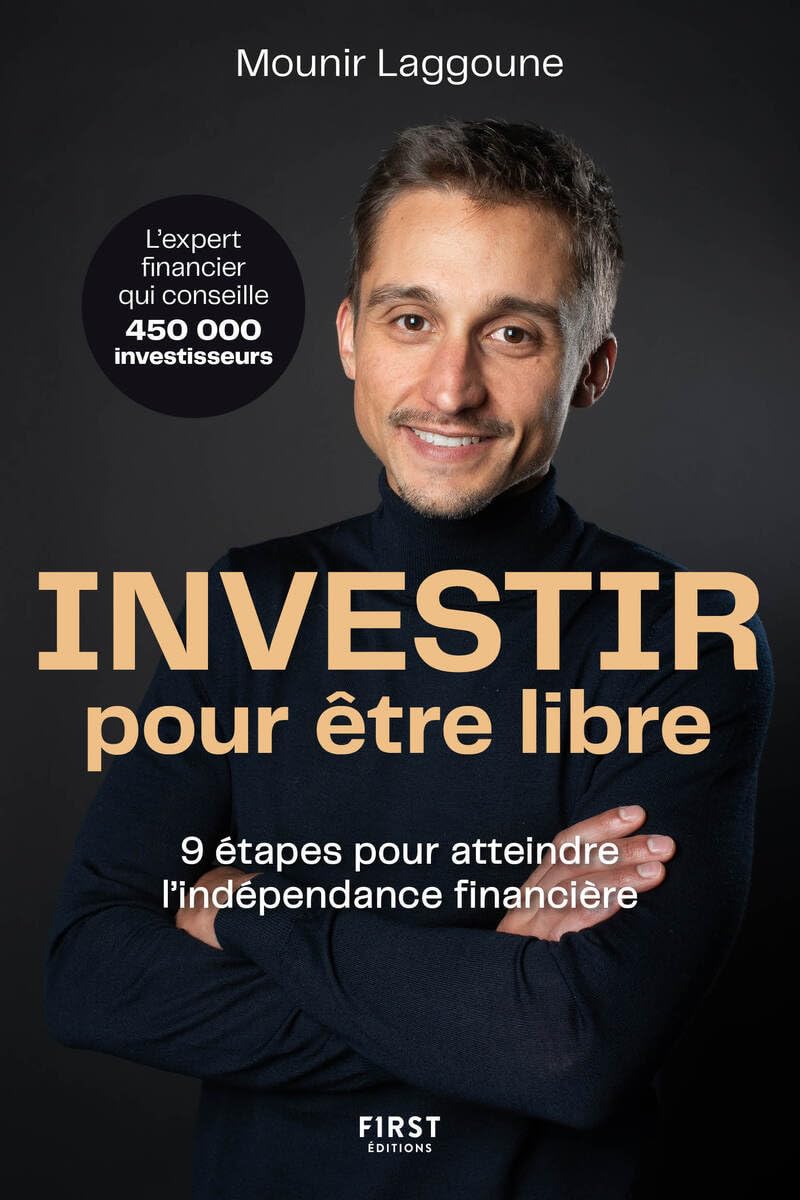 Mounir Laggoune
L’expert
financier
qui conseille
450 000
investisseurs
INVESTIR
pour être libre
9 étapes pour atteindre
l’indépendance financière
F1RST
ÉDITIONS